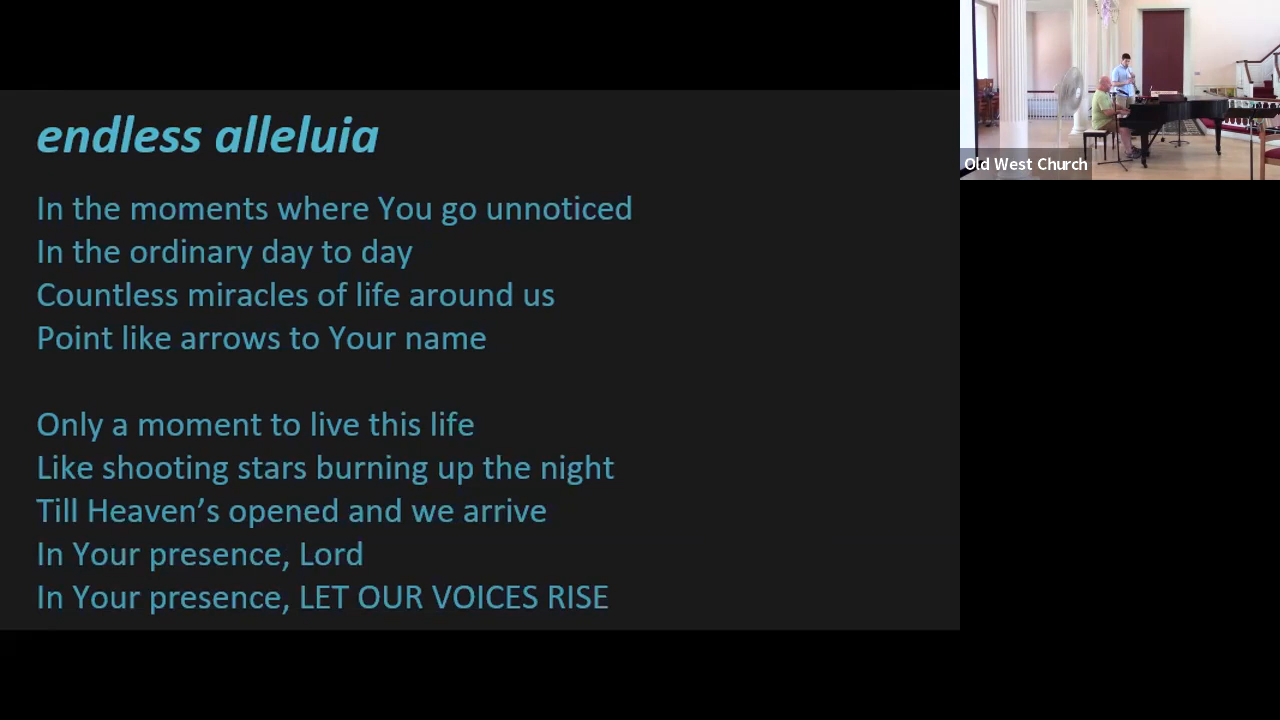 endless alleluia
In the moments where You go unnoticed
In the ordinary day to day
Countless miracles of life around us
Point like arrows to Your name
Only a moment to live this life
Like shooting stars burning up the night
Till Heaven’s opened and we arrive
In Your presence, Lord
In Your presence, LET OUR VOICES RISE
Old West Church